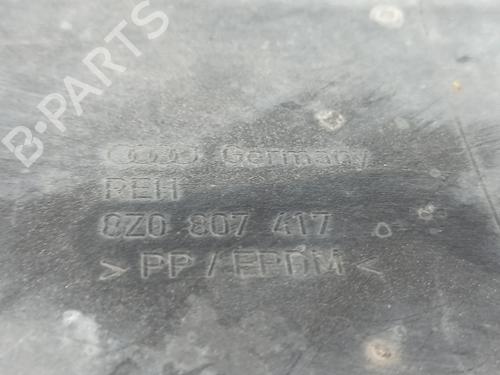 B-PARTS
Germany
REH
8Z0 807 417
> PP / EPDM <